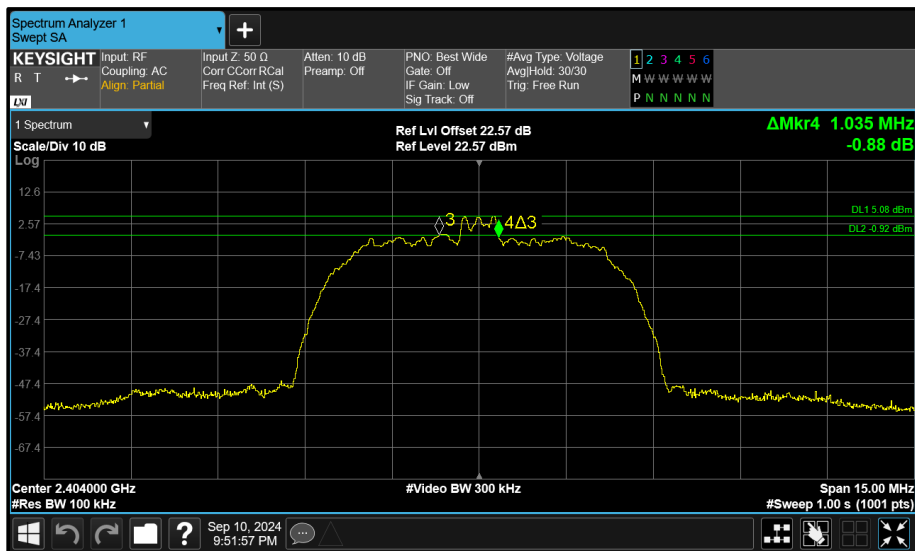 Spectrum Analyzer 1
Swept SA
KEYSIGHT
R T
LXI
Input: RF
Coupling: AC
Align: Partial
Input Z: 50 Ω
Corr CCorr RCal
Freq Ref: Int (S)
Atten: 10 dB
Preamp: Off
PNO: Best Wide
Gate: Off
IF Gain: Low
Sig Track: Off
#Avg Type: Voltage
Avg|Hold: 30/30
Trig: Free Run
1 2 3 4 5 6
M W W W W W W
P N N N N N
1 Spectrum
Scale/Div 10 dB
Log
Ref Lvl Offset 22.57 dB
Ref Level 22.57 dBm
ΔMkr4 1.035 MHz
-0.88 dB
12.6
2.57
-7.43
-17.4
-27.4
-37.4
-47.4
-57.4
-67.4
3
4Δ3
DL1 5.08 dBm
DL2 -0.92 dBm
Center 2.404000 GHz
#Res BW 100 kHz
#Video BW 300 kHz
Span 15.00 MHz
#Sweep 1.00 s (1001 pts)
?
Sep 10, 2024
9:51:57 PM